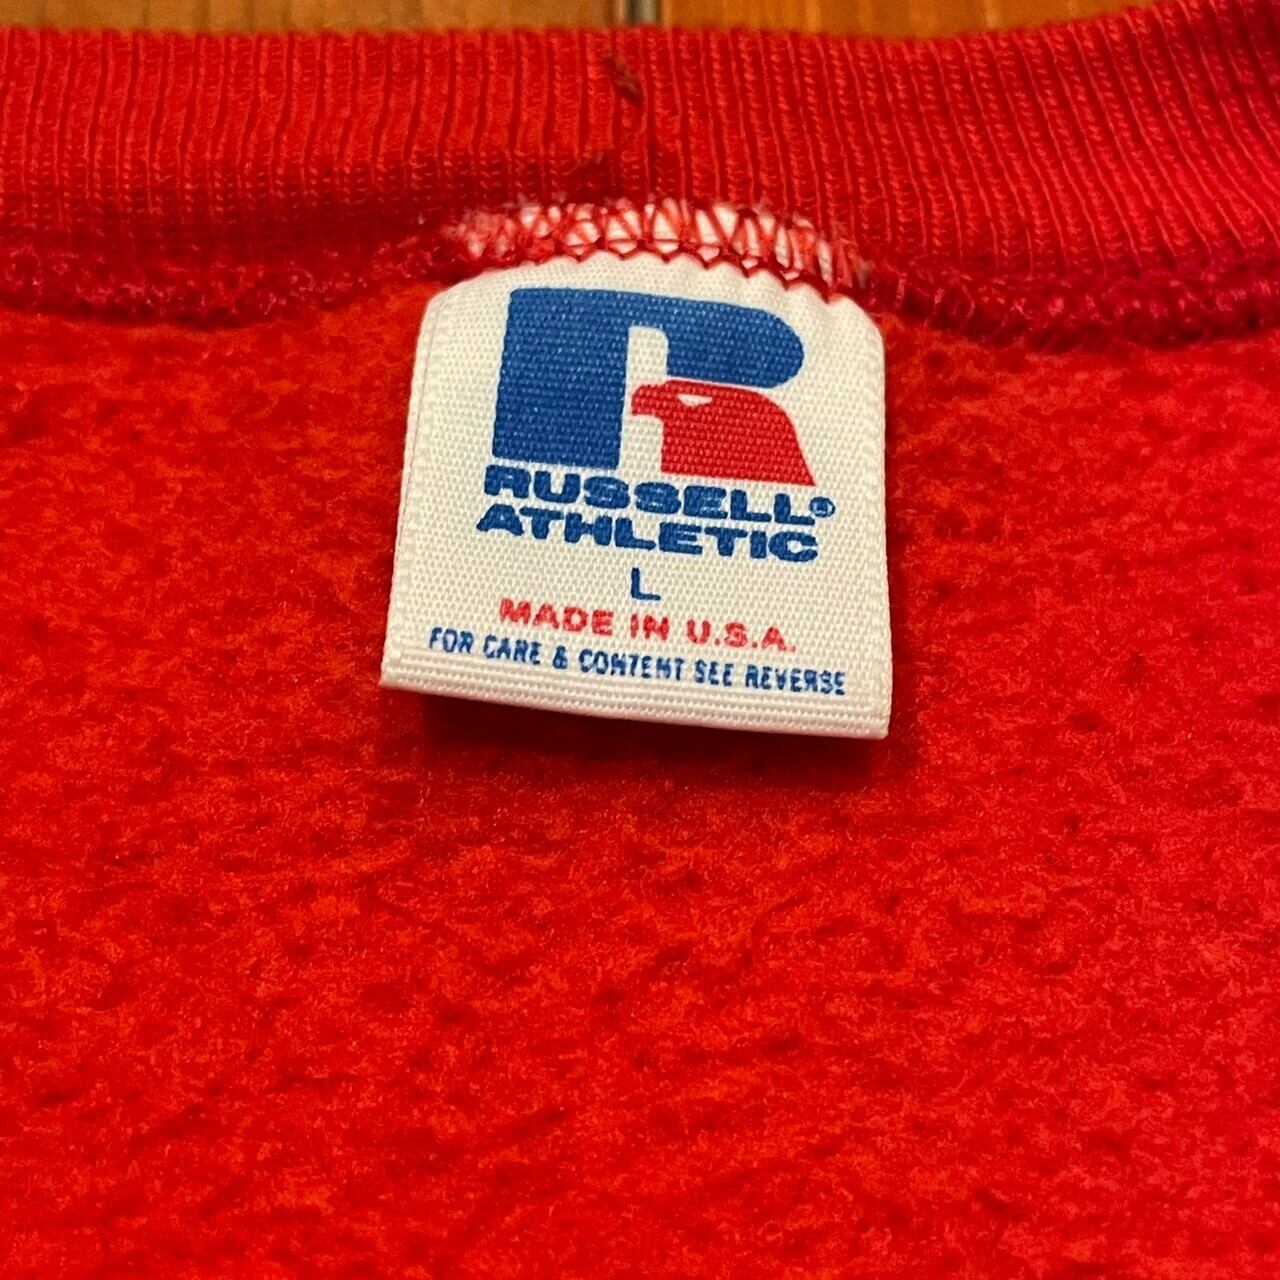 R
RUSSELL®
ATHLETIC
L
MADE IN U.S.A.
FOR CARE & CONTENT SEE REVERSE